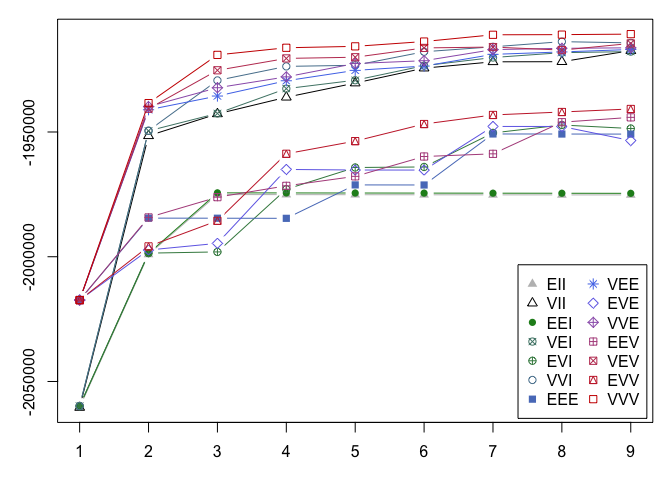 -1950000
-2000000
-2050000
EII VEE
VII EVE
EEI VVE
VEI EEV
EVI VEV
VVI EVV
EEE VVV
1 2 3 4 5 6 7 8 9